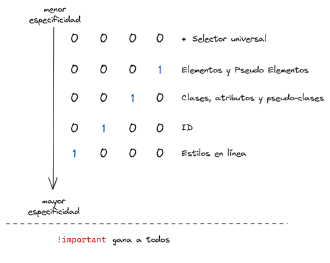 menor
especificidad
0 0 0 0 * Selector universal
0 0 0 1 Elementos y Pseudo Elementos
0 0 1 0 Clases, atributos y pseudo-clases
0 1 0 0 ID
1 0 0 0 Estilos en línea
mayor
especificidad
!important gana a todos